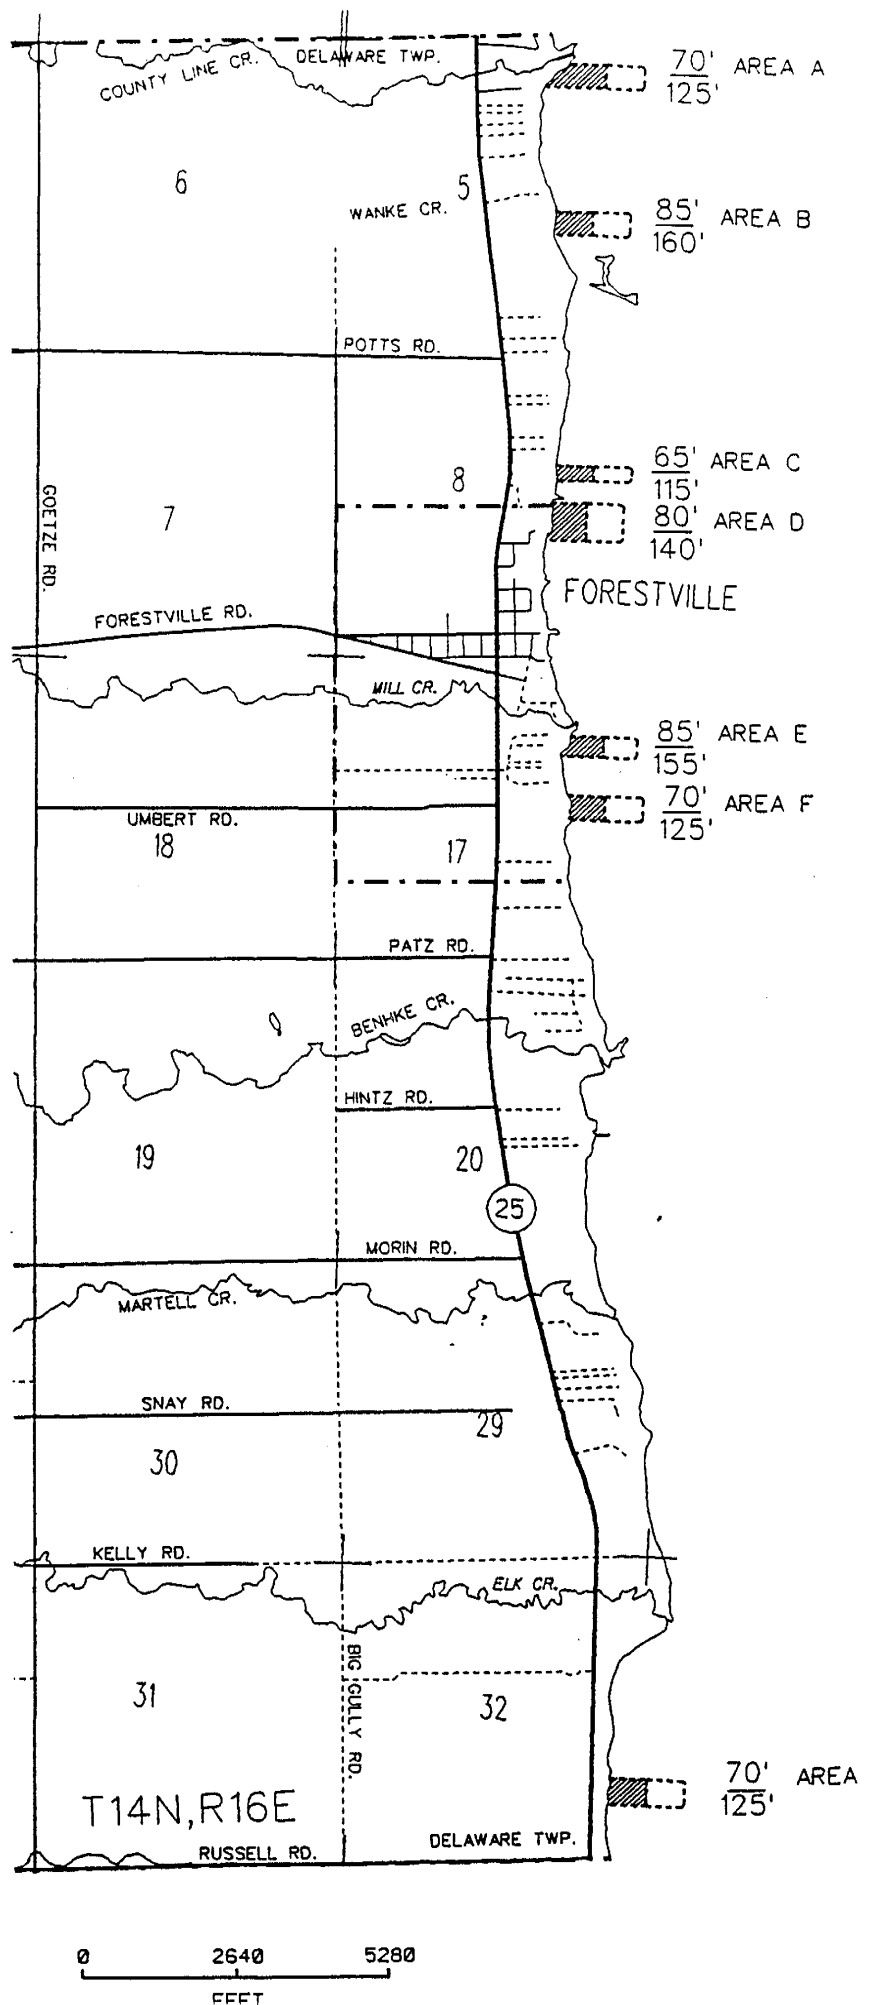 DELAWARE TWP.
COUNTY LINE CR.
70' AREA A
125'
6
5
WANKE CR.
85' AREA B
160'
POTTS RD.
65' AREA C
115'
8
7
GOETZE RD.
80' AREA D
140'
FORESTVILLE
FORESTVILLE RD.
MILL CR.
85' AREA E
155'
70' AREA F
125'
UMBERT RD.
18
17
PATZ RD.
BENHKE CR.
HINTZ RD.
19
20
25
MORIN RD.
MARTELL CR.
SNAY RD.
29
30
KELLY RD.
ELK CR.
BIG GULLY RD.
31
32
70' AREA
125'
T14N,R16E
DELAWARE TWP.
RUSSELL RD.
0 2640 5280
FEET